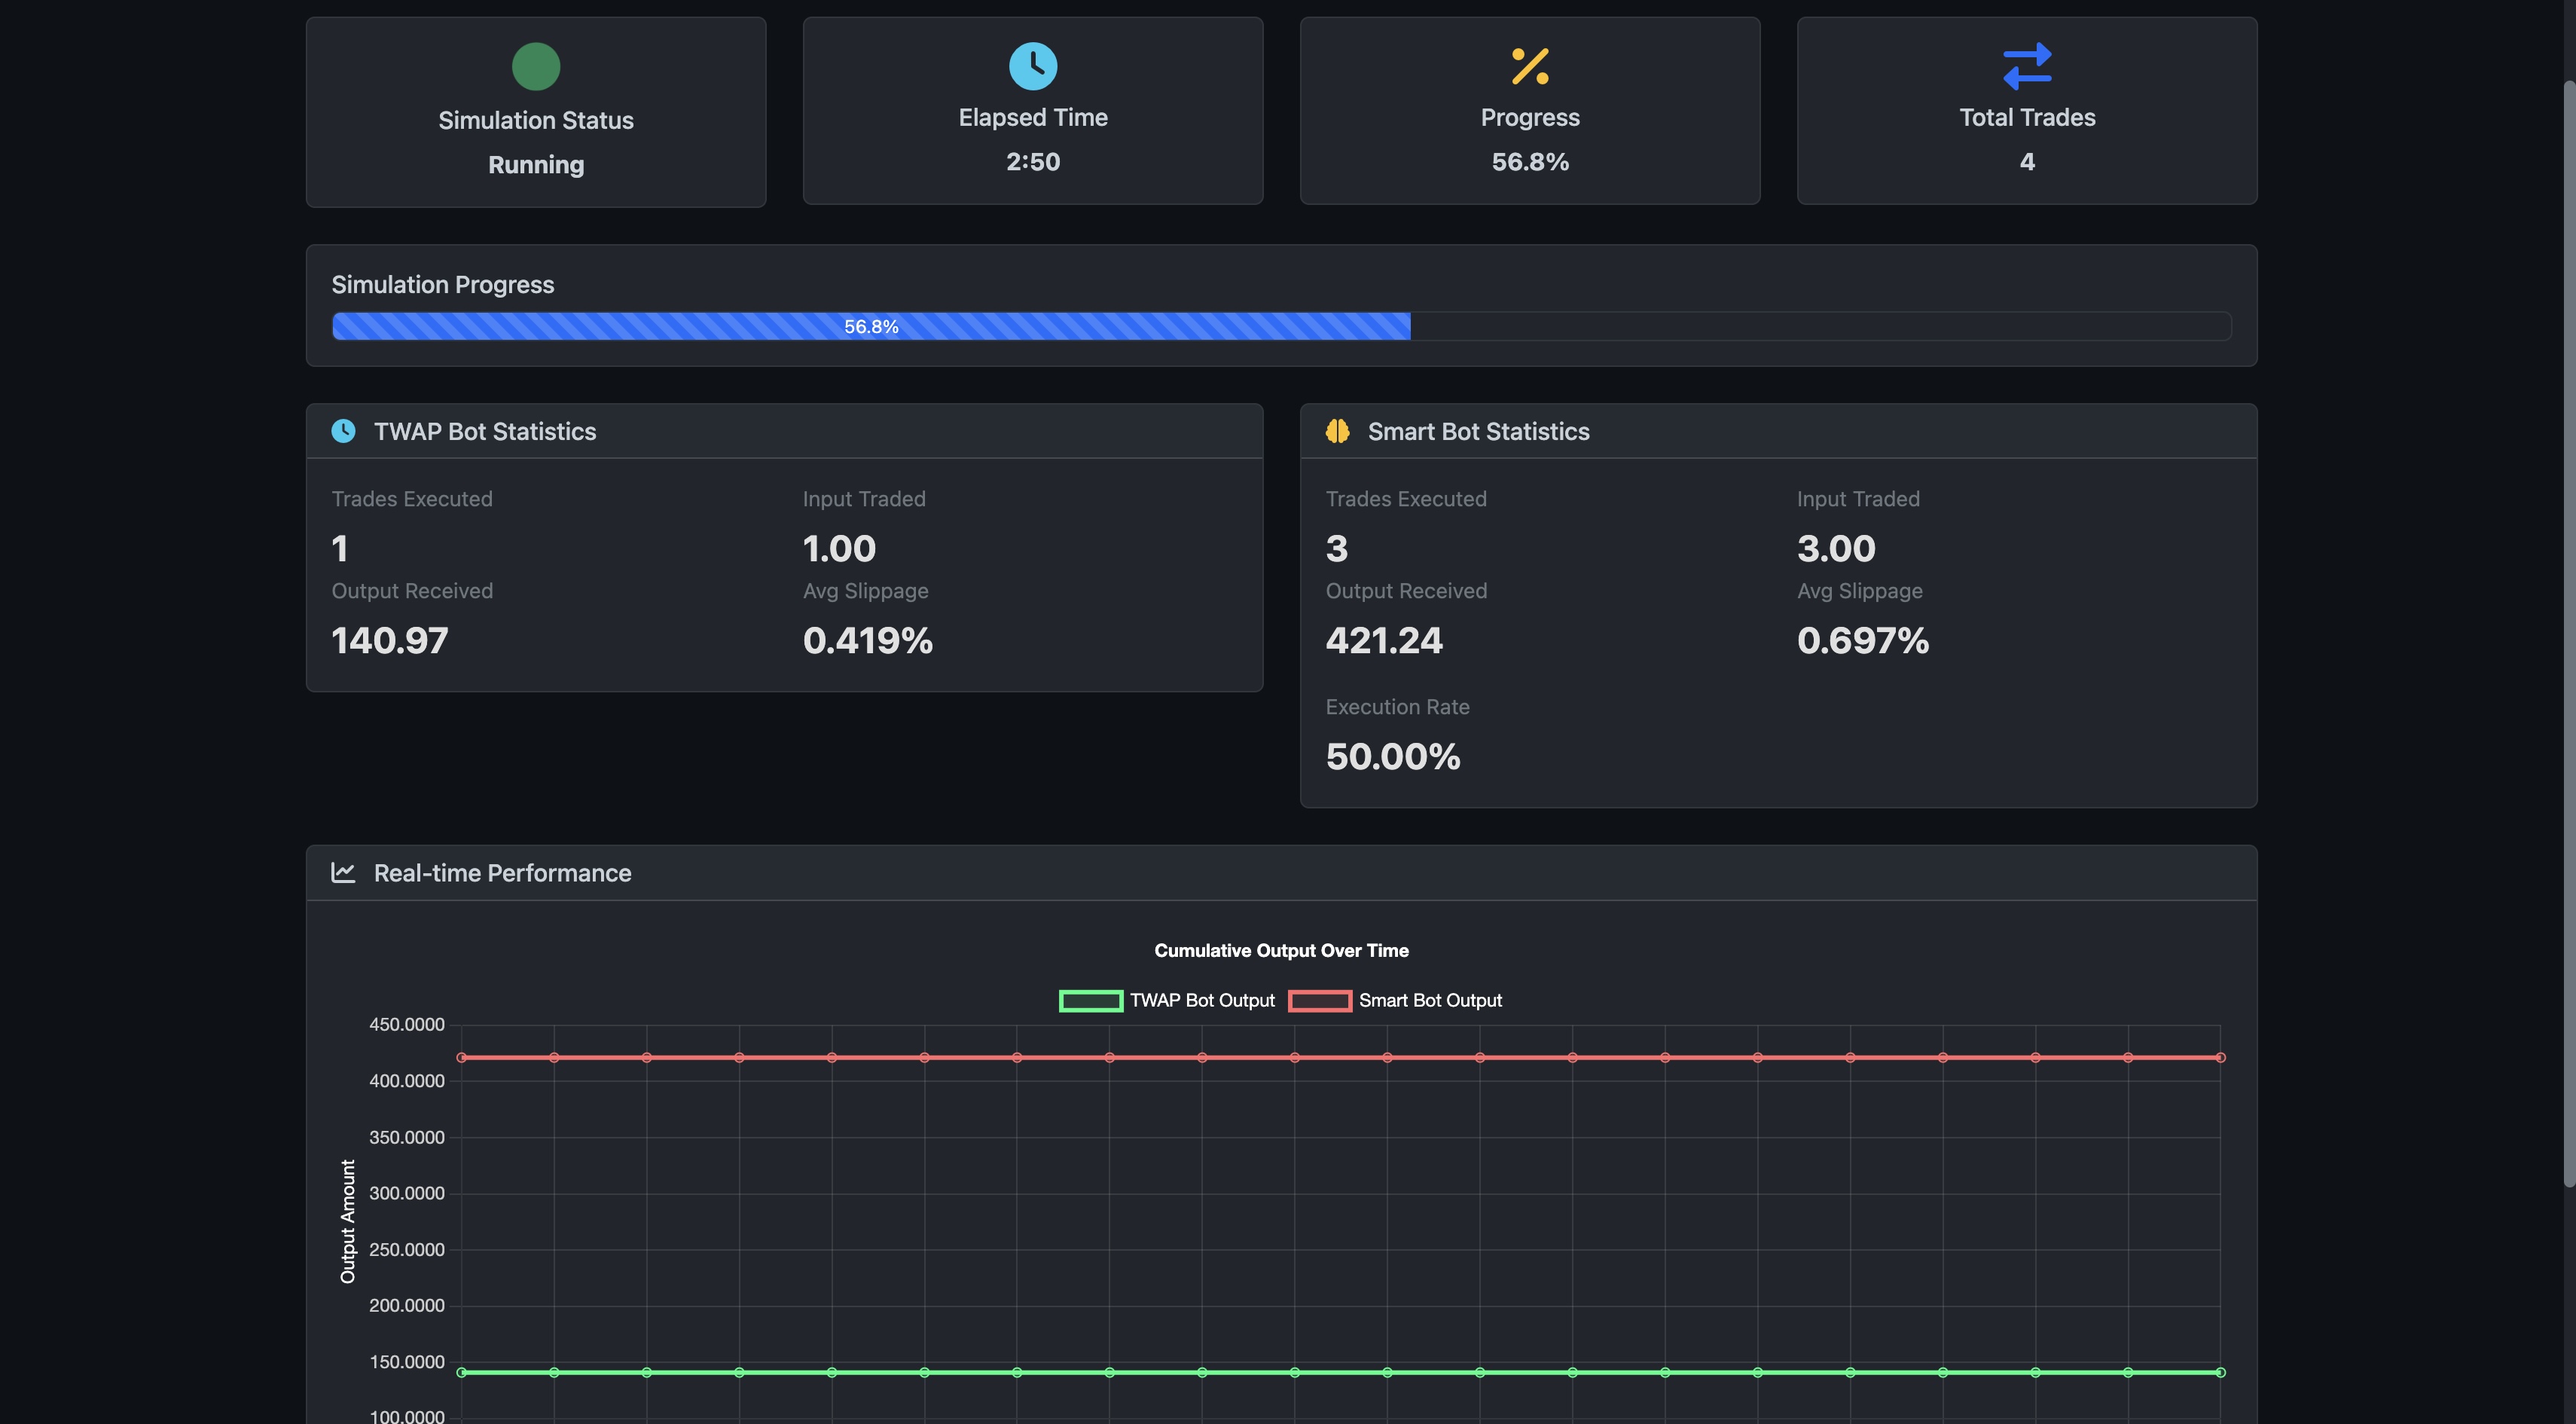 Simulation Status
Running
Elapsed Time
2:50
Progress
56.8%
Total Trades
4
Simulation Progress
56.8%
TWAP Bot Statistics
Trades Executed
1
Input Traded
1.00
Output Received
140.97
Avg Slippage
0.419%
Smart Bot Statistics
Trades Executed
3
Input Traded
3.00
Output Received
421.24
Avg Slippage
0.697%
Execution Rate
50.00%
Real-time Performance
Cumulative Output Over Time
TWAP Bot Output
Smart Bot Output
Output Amount
450.0000
400.0000
350.0000
300.0000
250.0000
200.0000
150.0000
100.0000